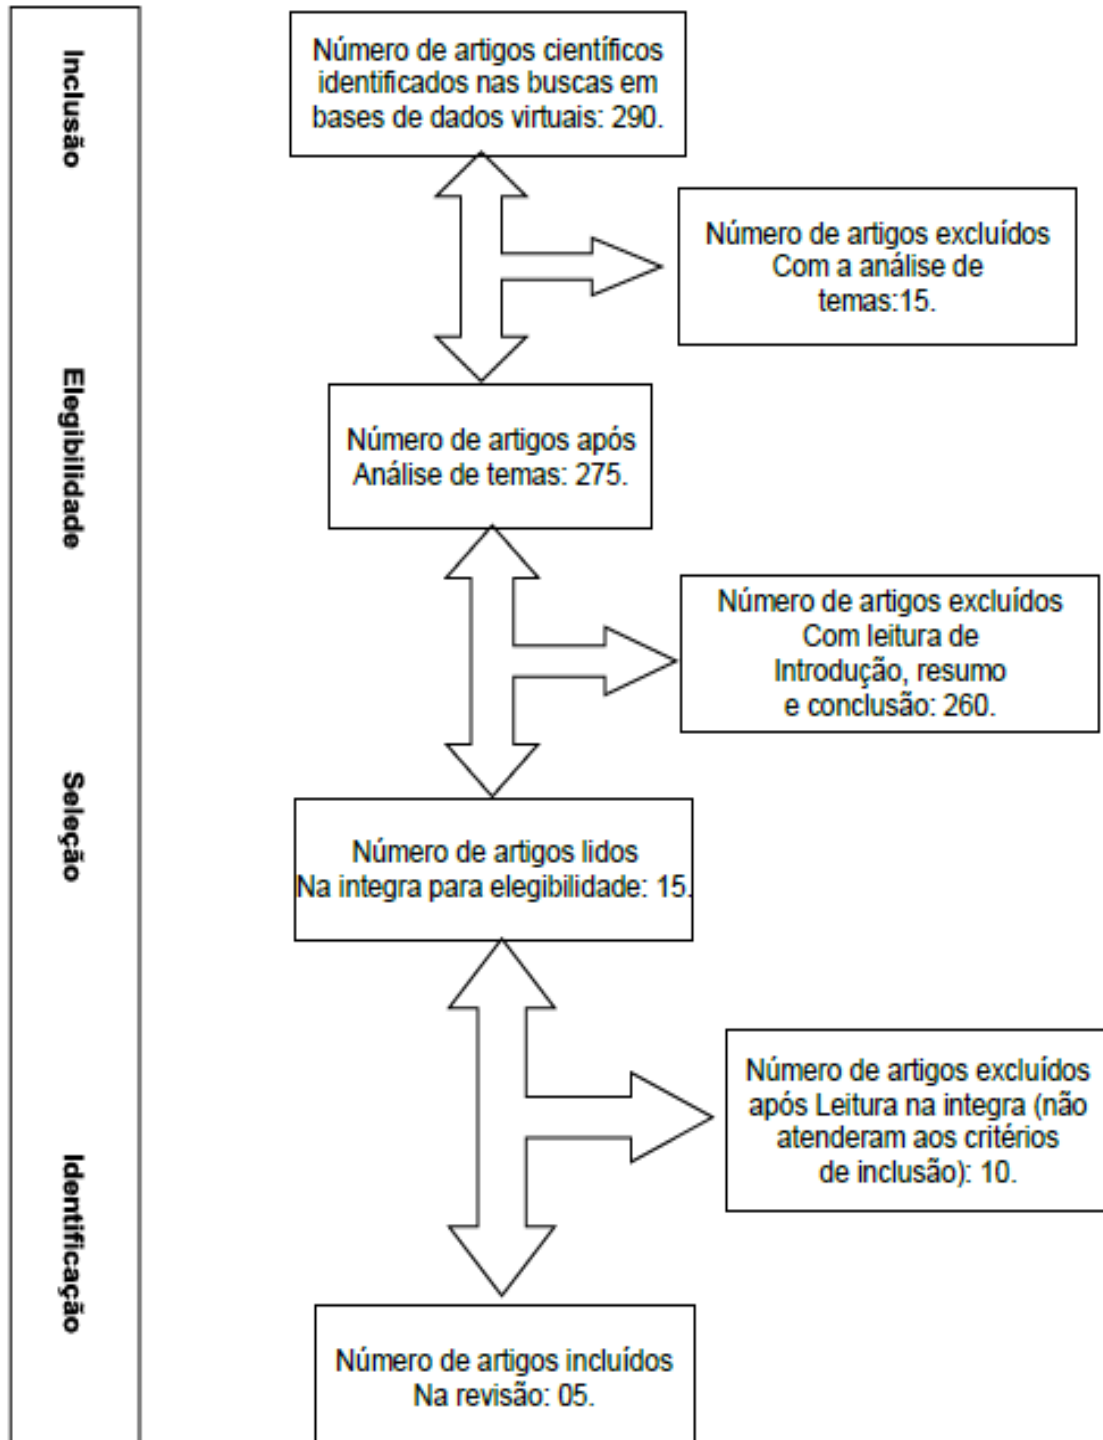 Inclusão
Número de artigos científicos
identificados nas buscas em
bases de dados virtuais: 290.
Número de artigos excluídos
Com a análise de
temas:15.
Elegibilidade
Número de artigos após
Análise de temas: 275.
Número de artigos excluídos
Com leitura de
Introdução, resumo
e conclusão: 260.
Seleção
Número de artigos lidos
Na integra para elegibilidade: 15.
Número de artigos excluídos
após Leitura na integra (não
atenderam aos critérios
de inclusão): 10.
Identificação
Número de artigos incluídos
Na revisão: 05.